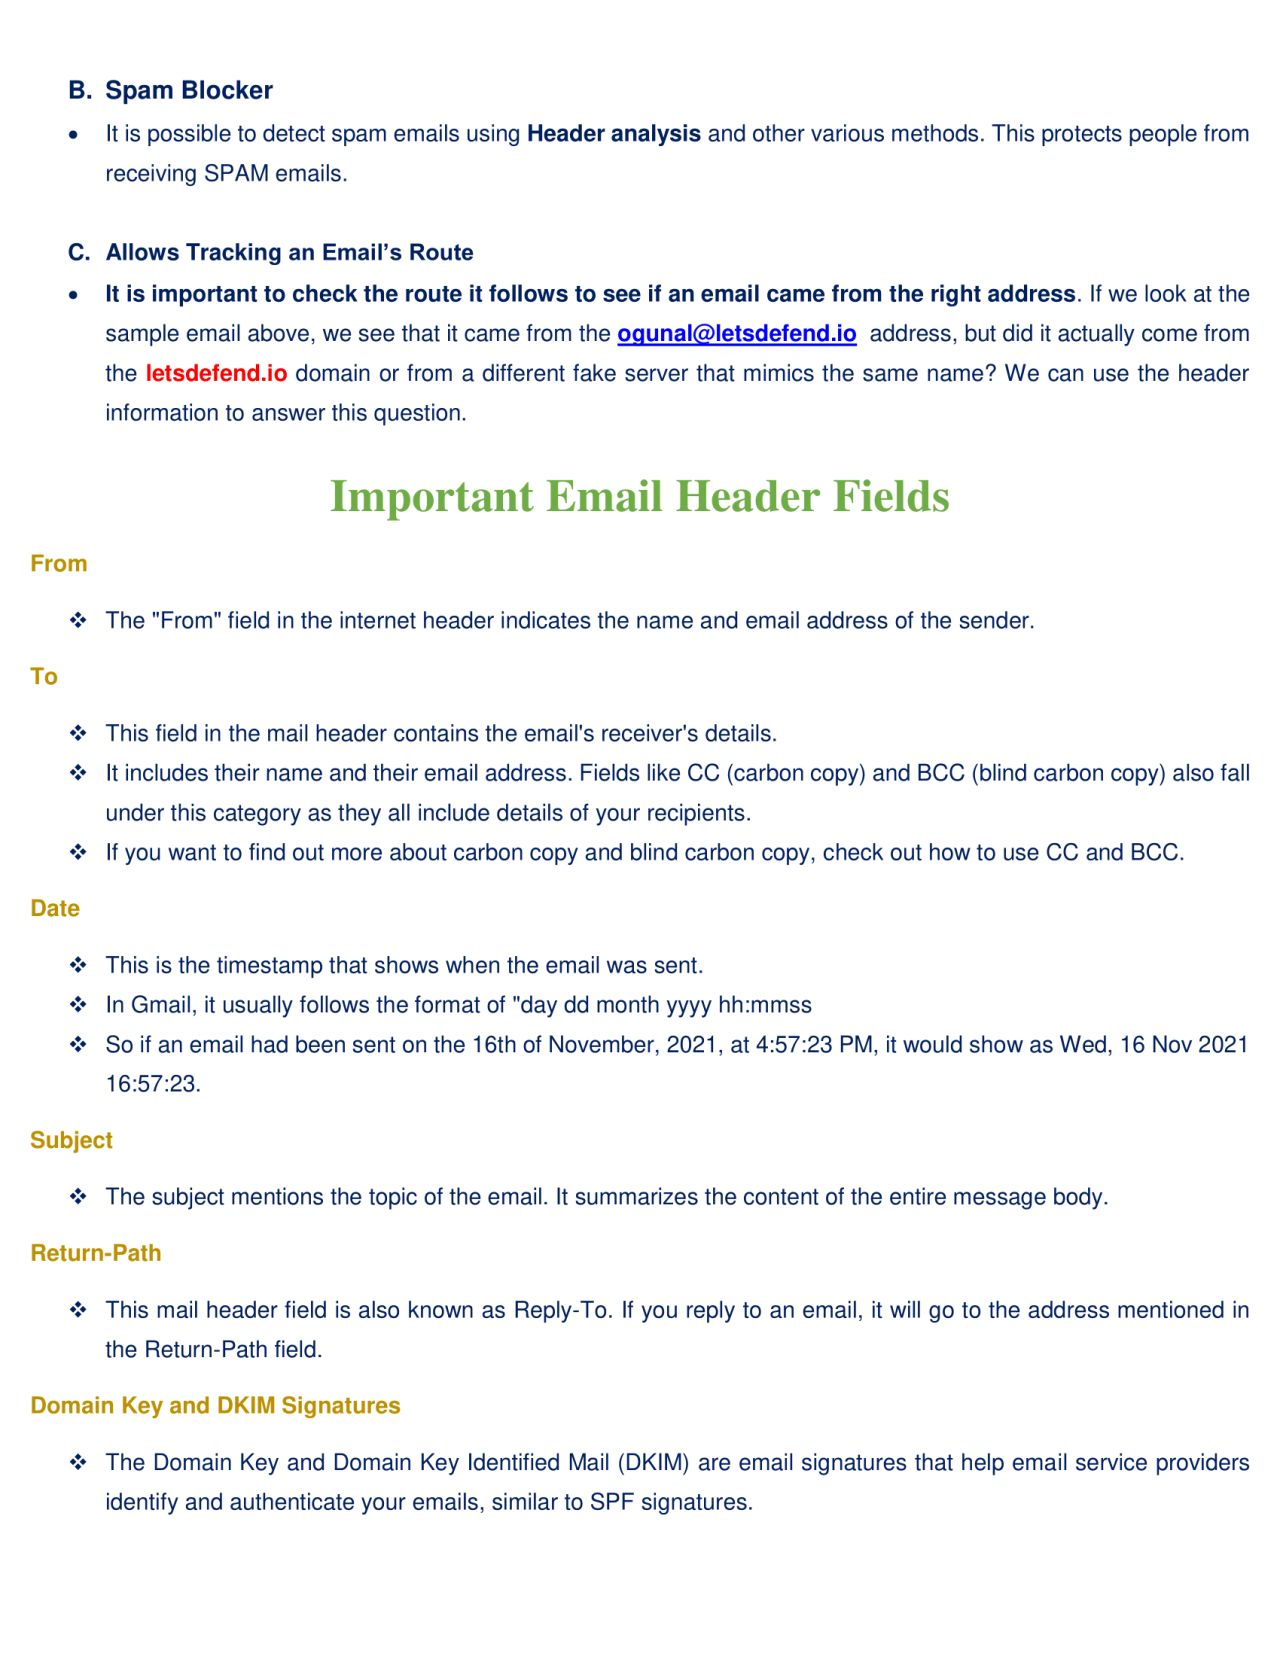 B. Spam Blocker
• It is possible to detect spam emails using Header analysis and other various methods. This protects people from
receiving SPAM emails.
C. Allows Tracking an Email’s Route
• It is important to check the route it follows to see if an email came from the right address. If we look at the
sample email above, we see that it came from the ogunal@letsdefend.io address, but did it actually come from
the letsdefend.io domain or from a different fake server that mimics the same name? We can use the header
information to answer this question.
Important Email Header Fields
From
❖ The "From" field in the internet header indicates the name and email address of the sender.
To
❖ This field in the mail header contains the email's receiver's details.
❖ It includes their name and their email address. Fields like CC (carbon copy) and BCC (blind carbon copy) also fall
under this category as they all include details of your recipients.
❖ If you want to find out more about carbon copy and blind carbon copy, check out how to use CC and BCC.
Date
❖ This is the timestamp that shows when the email was sent.
❖ In Gmail, it usually follows the format of "day dd month yyyy hh:mmss
❖ So if an email had been sent on the 16th of November, 2021, at 4:57:23 PM, it would show as Wed, 16 Nov 2021
16:57:23.
Subject
❖ The subject mentions the topic of the email. It summarizes the content of the entire message body.
Return-Path
❖ This mail header field is also known as Reply-To. If you reply to an email, it will go to the address mentioned in
the Return-Path field.
Domain Key and DKIM Signatures
❖ The Domain Key and Domain Key Identified Mail (DKIM) are email signatures that help email service providers
identify and authenticate your emails, similar to SPF signatures.